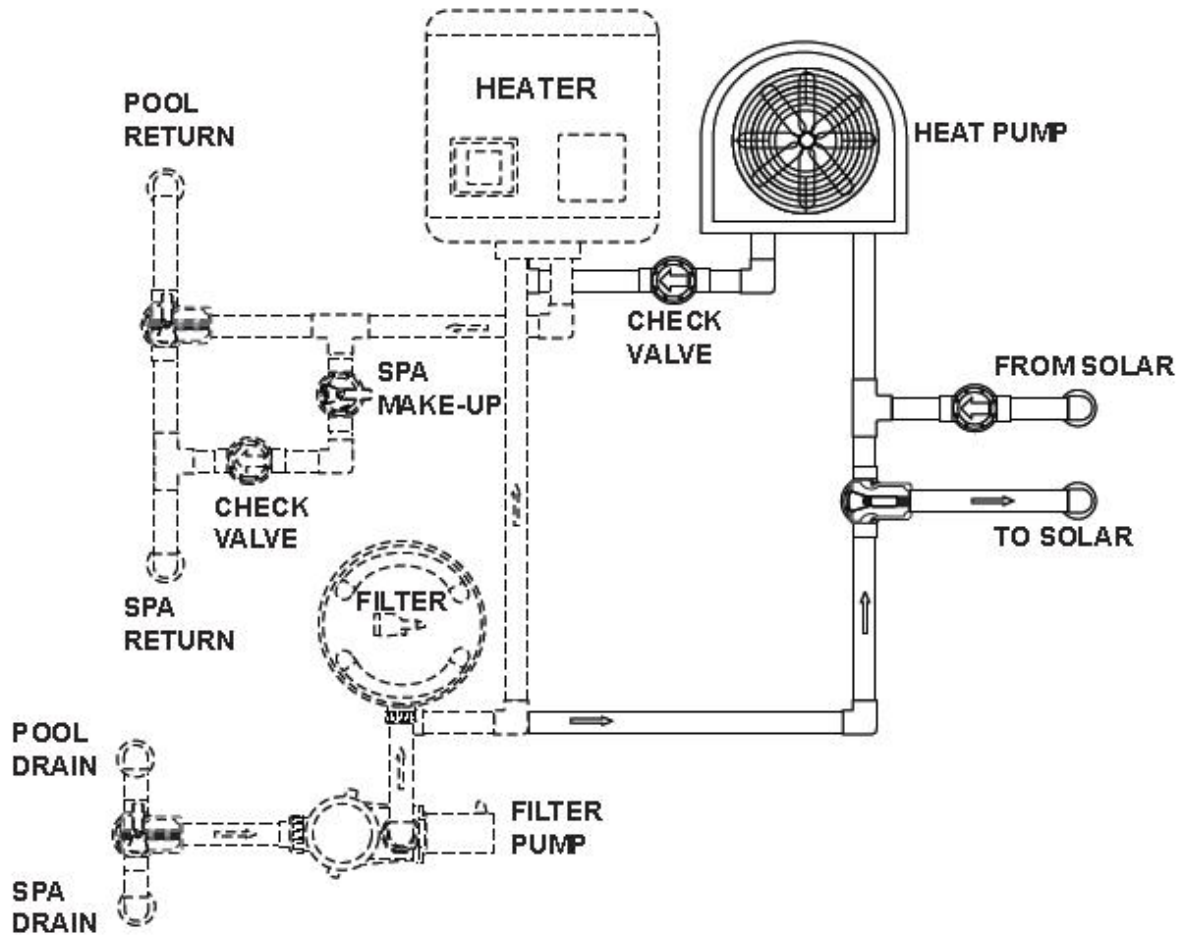 HEATER
POOL
RETURN
HEAT PUMP
CHECK
VALVE
FROM SOLAR
SPA
MAKE-UP
CHECK
VALVE
TO SOLAR
FILTER
SPA
RETURN
POOL
DRAIN
FILTER
PUMP
SPA
DRAIN